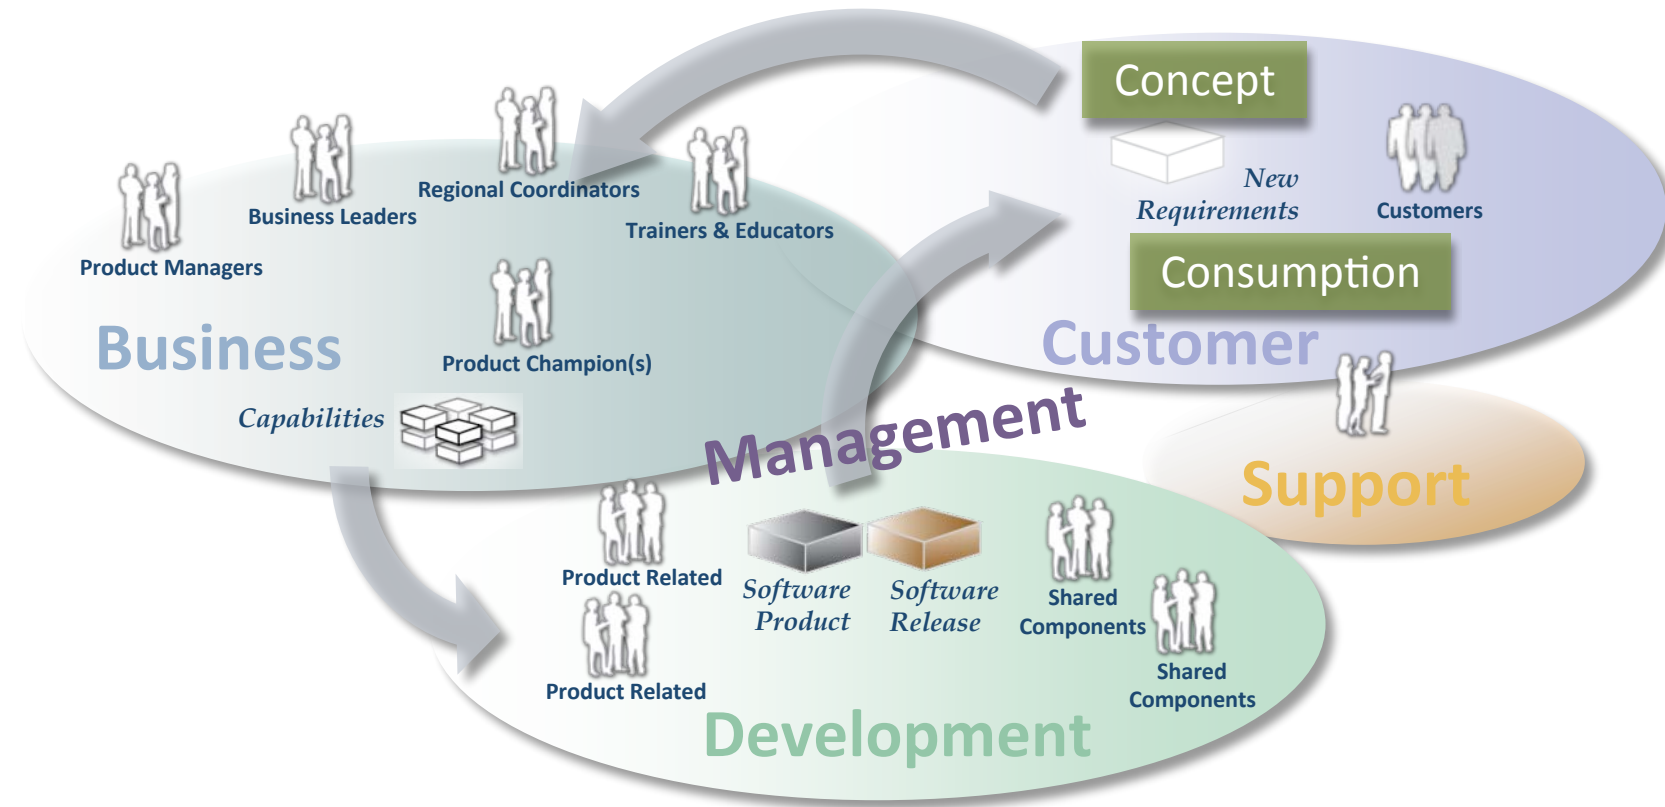 Concept
New
Requirements
Customers
Consumption
Customer
Regional Coordinators
Business Leaders
Trainers & Educators
Product Managers
Product Champion(s)
Business
Capabilities
Management
Support
Product Related
Software
Product
Software
Release
Shared
Components
Shared
Components
Product Related
Development